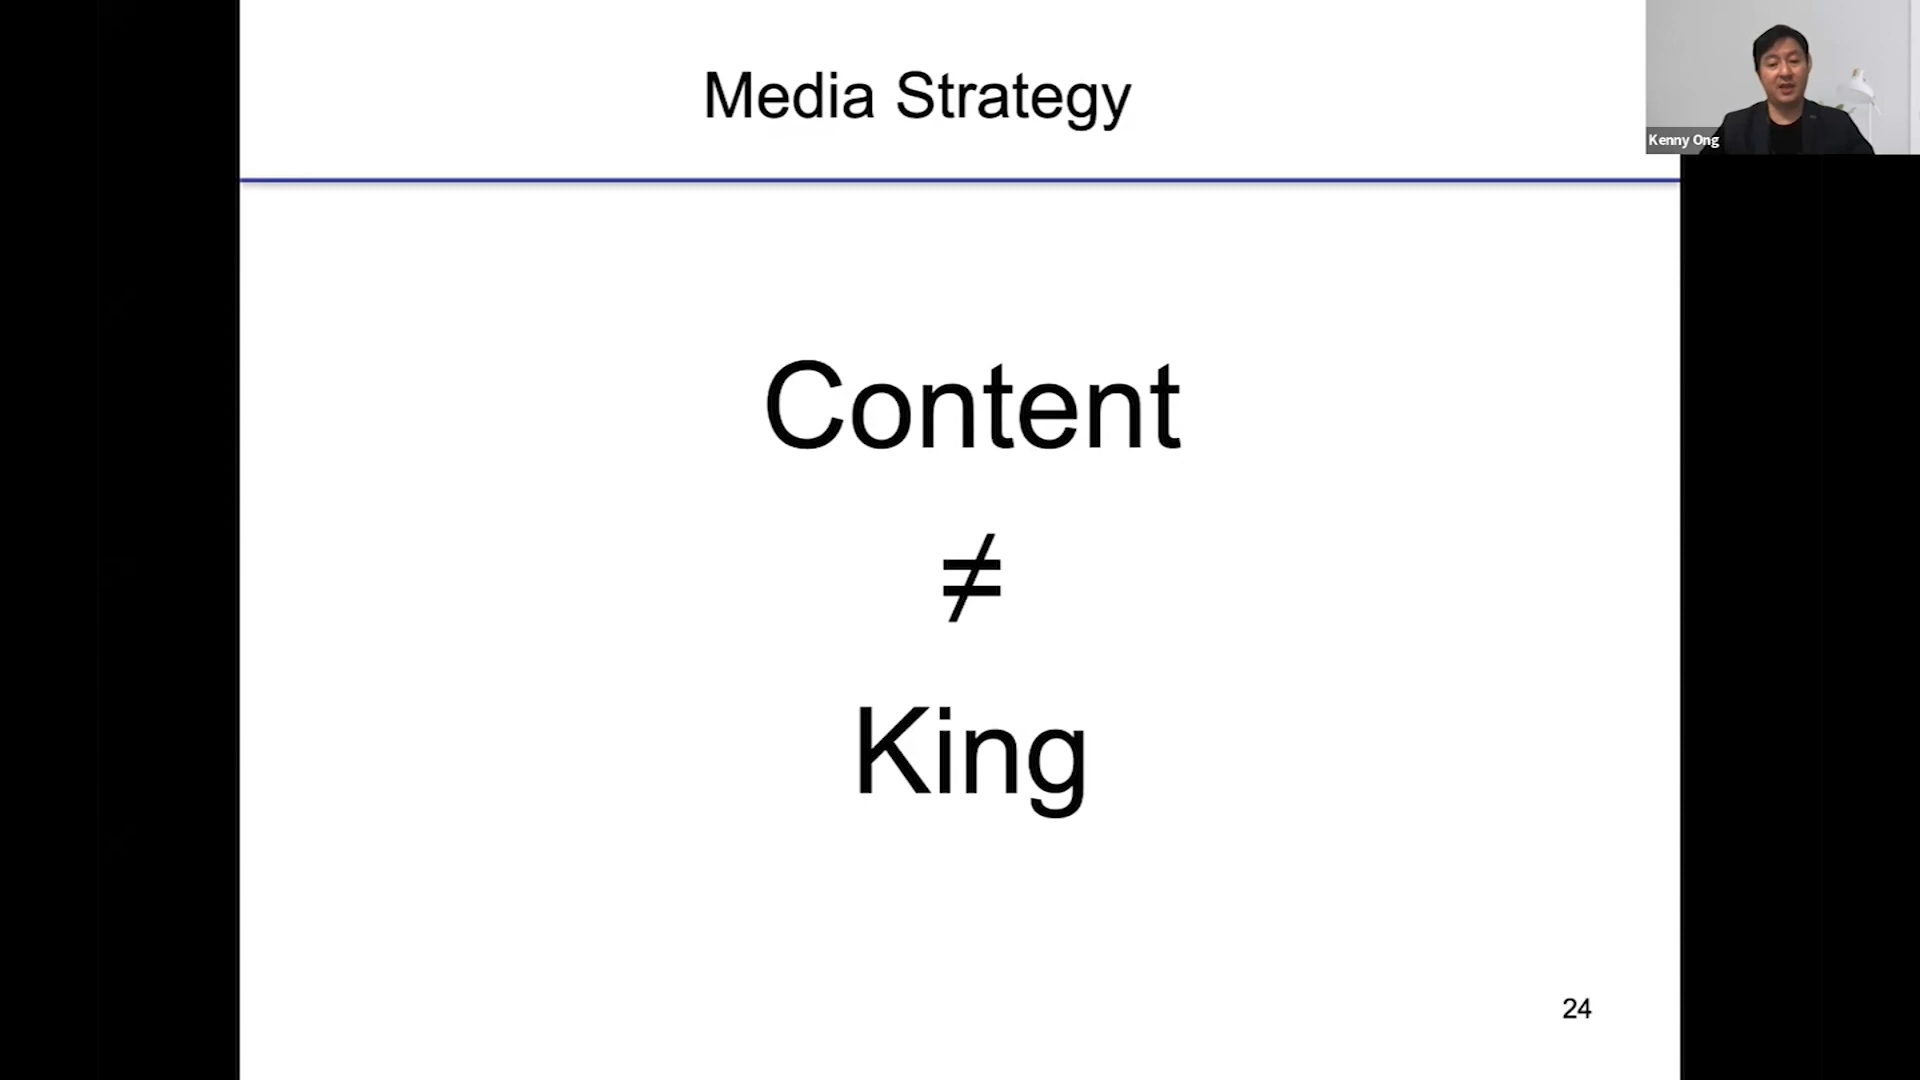 Media Strategy
Kenny Ong
Content
≠
King
24